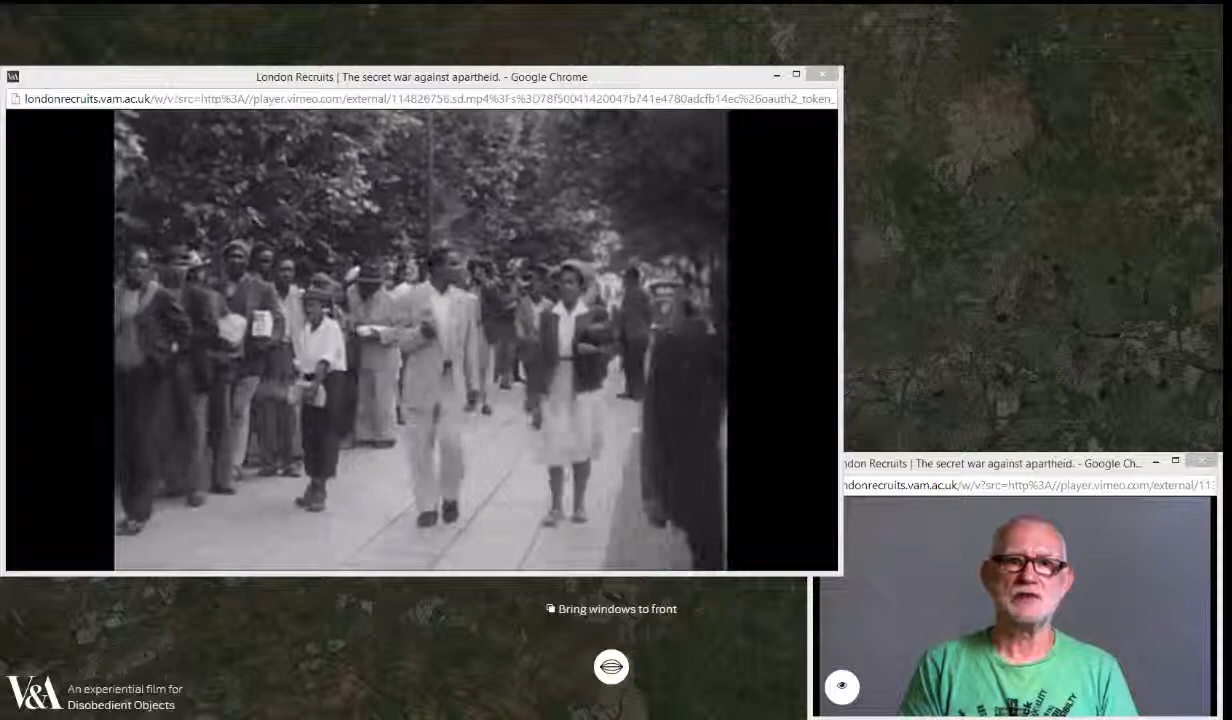 London Recruits | The secret war against apartheid. - Google Chrome
londonrecruits.vam.ac.uk/w/v?src=http%3A//player.vimeo.com/external/114826756.sd.mp4%3Fs%3D78f50041420047b741e4780adcfb14ec%26oauth2_token_
ndon Recruits | The secret war against apartheid. - Google Ch...
ndonrecruits.vam.ac.uk/w/v?src=http%3A//player.vimeo.com/external/11
Bring windows to front
V&A
An experiential film for
Disobedient Objects